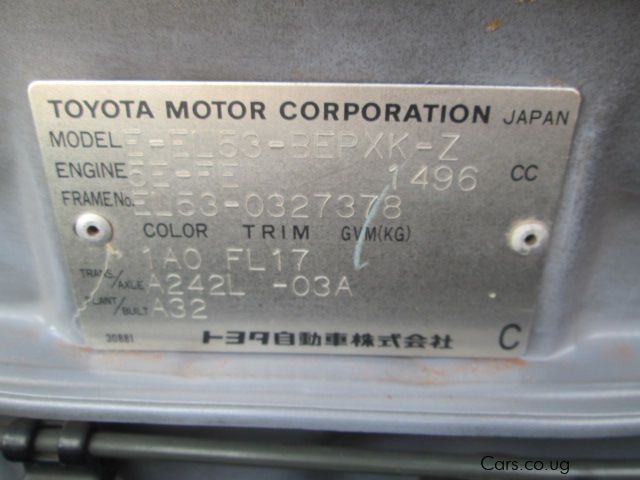 TOYOTA MOTOR CORPORATION JAPAN
MODEL E-EL53-BEPXK-Z
ENGINE 5E-FE 1496 CC
FRAME No. EL53-0327378
COLOR TRIM GVM(KG)
1A0 FL17
TRANS/AXLE A242L -03A
PLANT/BUILT A32
30881 トヨタ自動車株式会社 C
Cars.co.ug